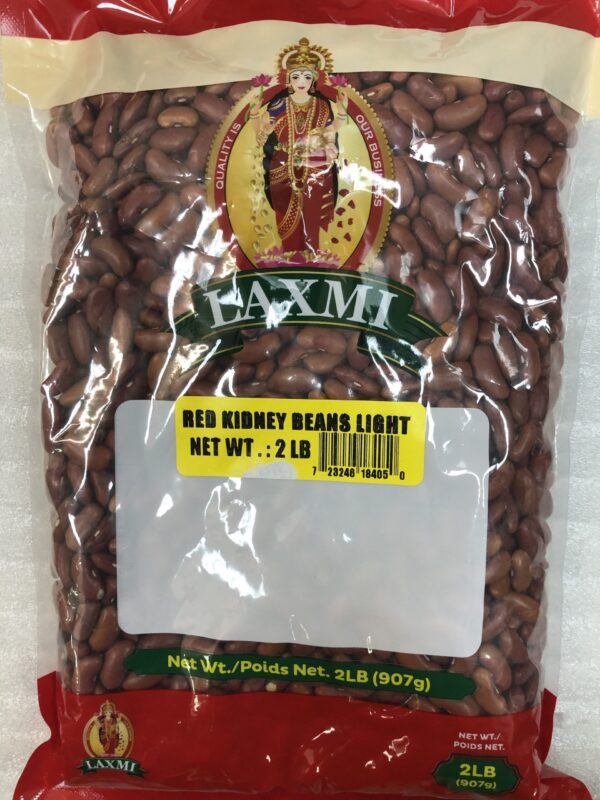 QUALITY IS
OUR BUSINESS
LAXMI
RED KIDNEY BEANS LIGHT
NET WT.: 2 LB
7 23246 18405 0
Net Wt./Poids Net. 2LB (907g)
LAXMI
NET WT./
POIDS NET.
2LB
(907g)